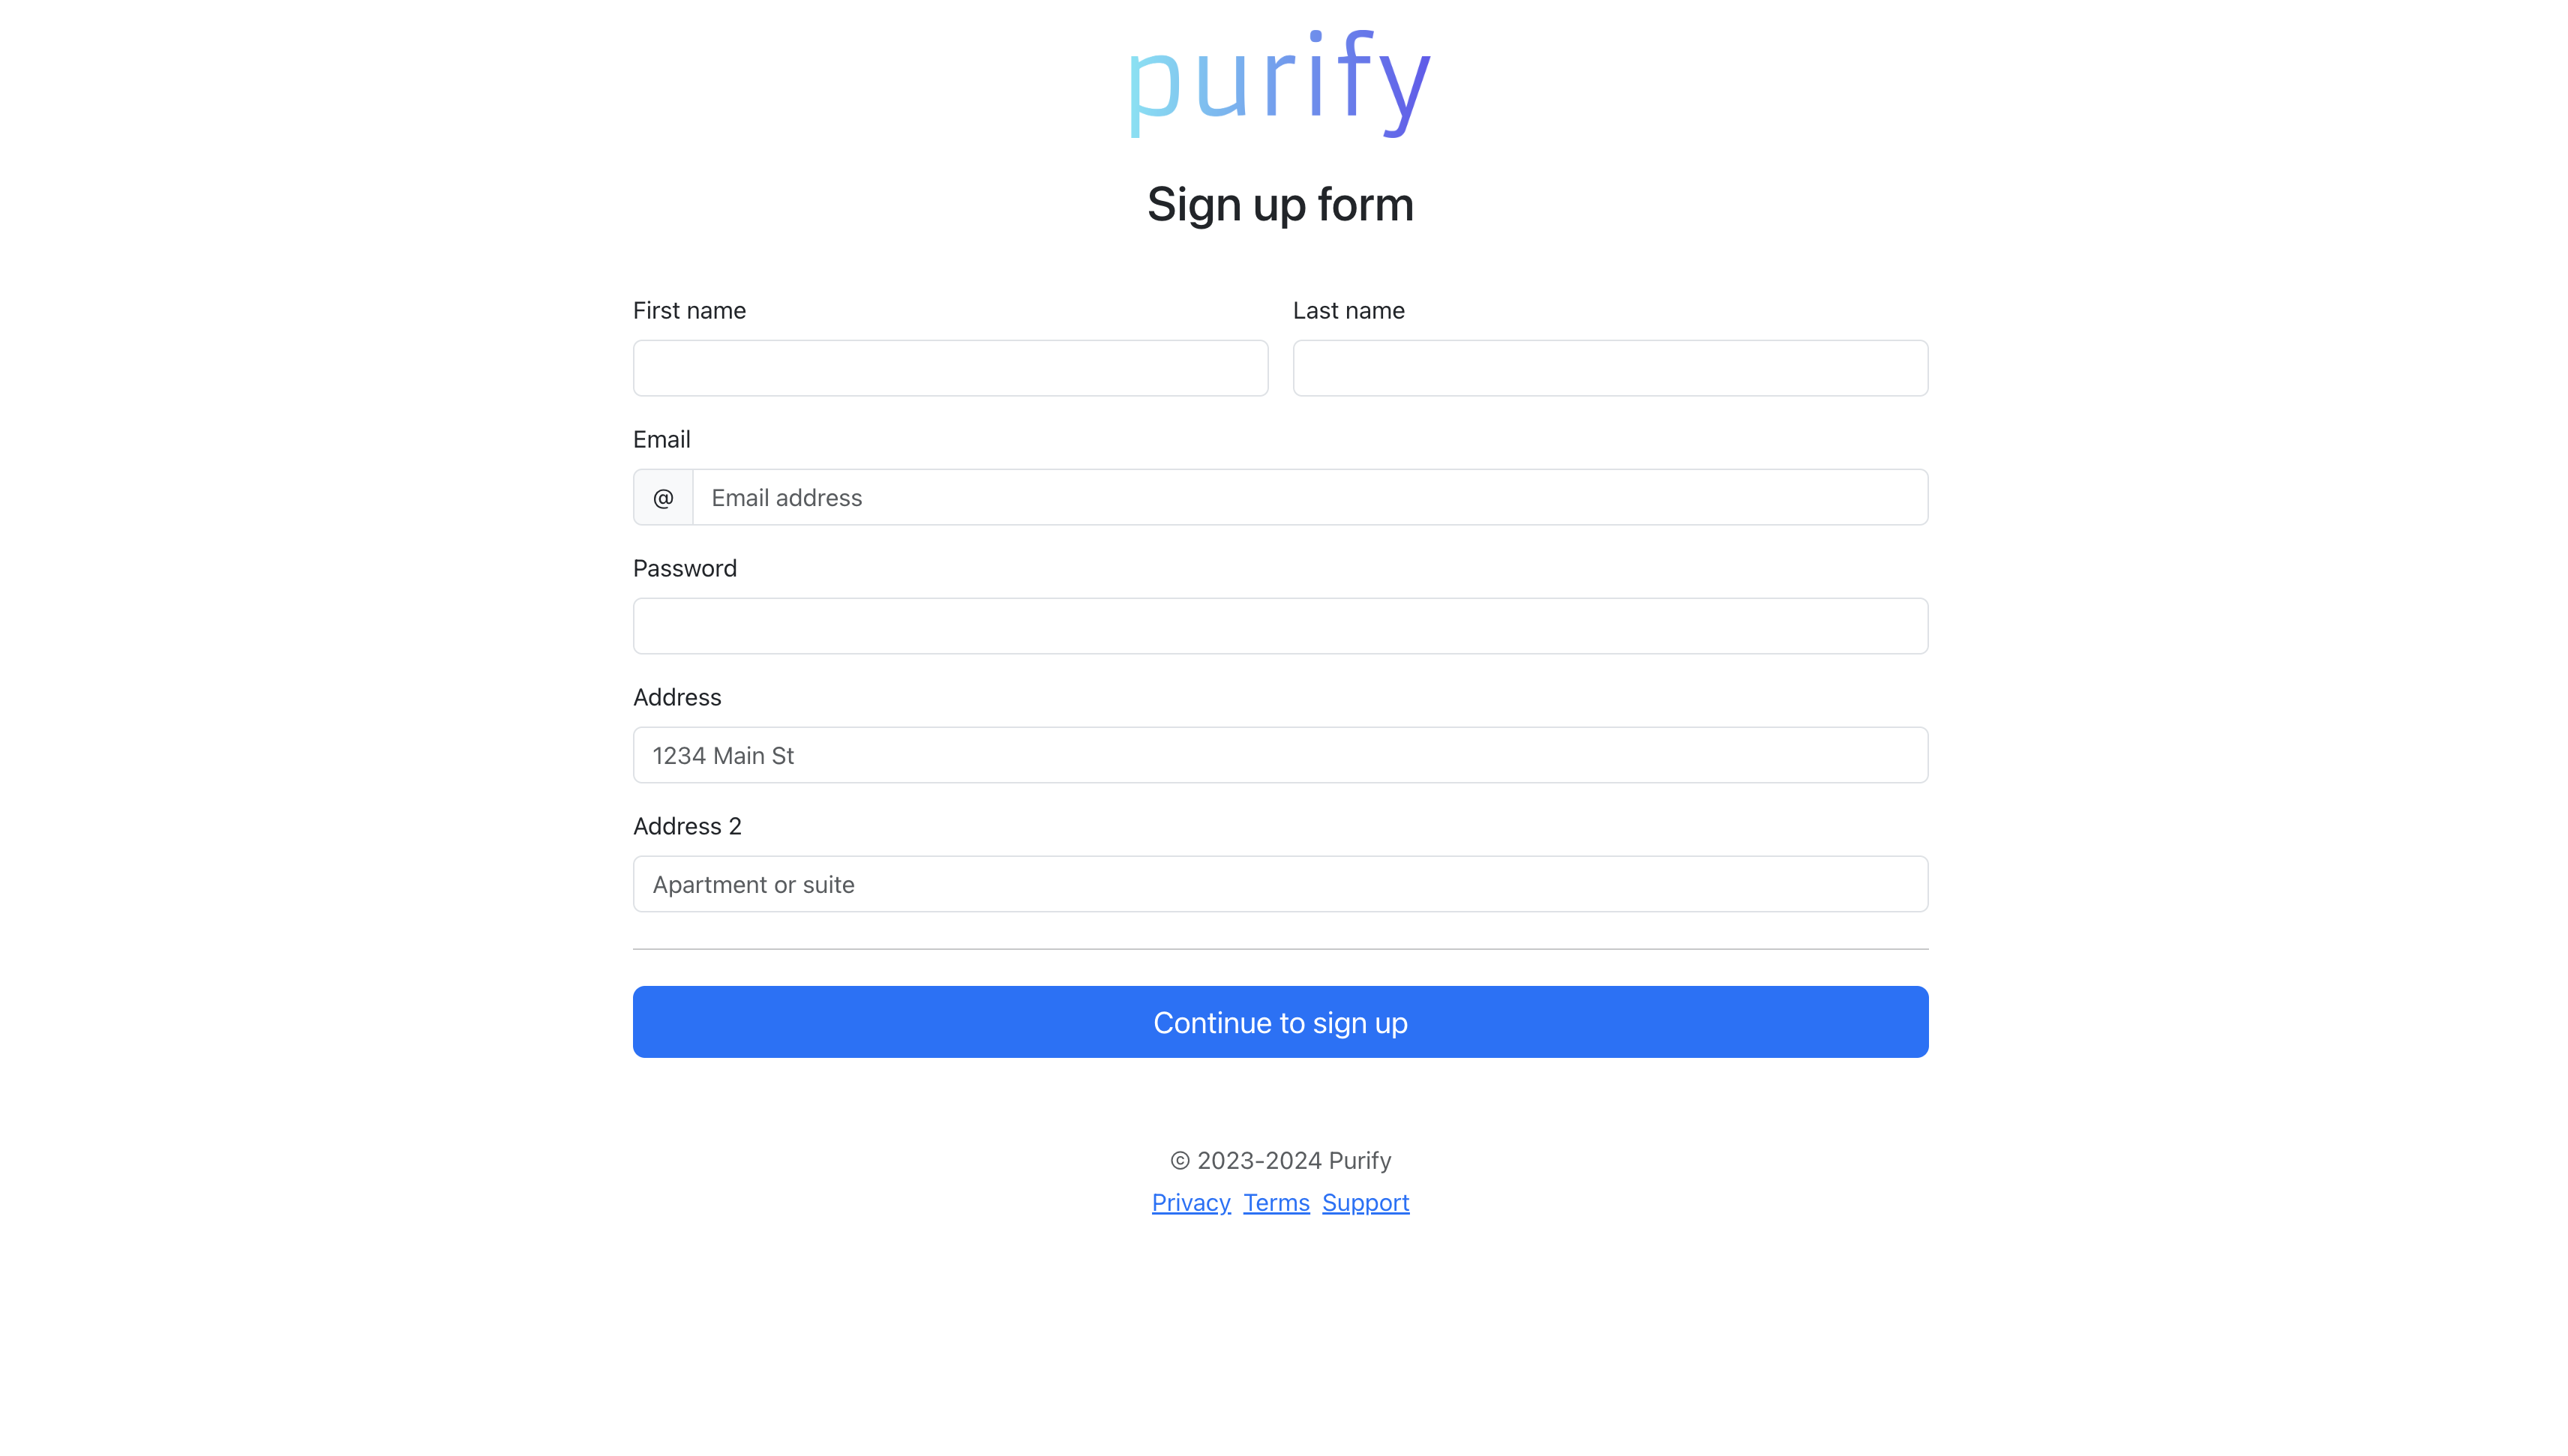 purify
Sign up form
First name Last name
Email
@ Email address
Password
Address
1234 Main St
Address 2
Apartment or suite
Continue to sign up
© 2023-2024 Purify
Privacy Terms Support